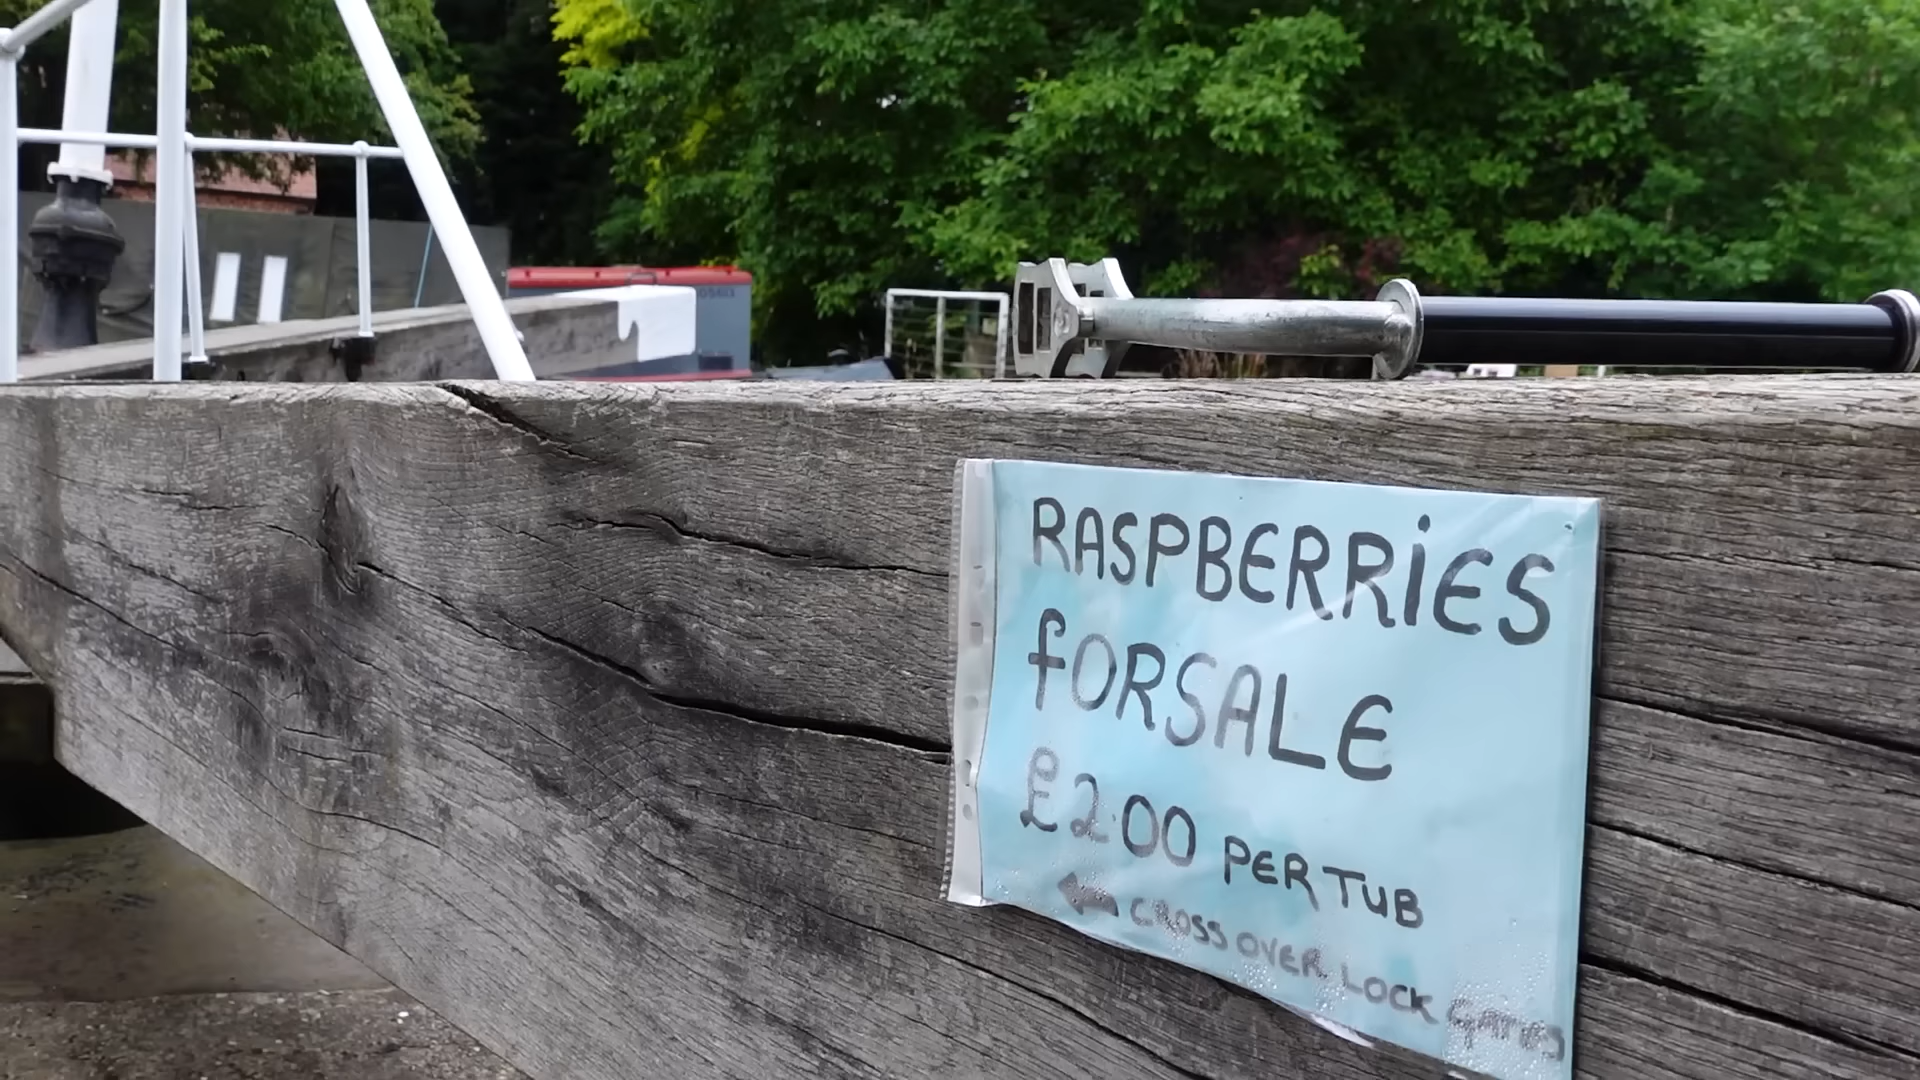 RASPBERRiES
fORSALE
£2.00 PER TUB
CROSS OVER LOCK GATES